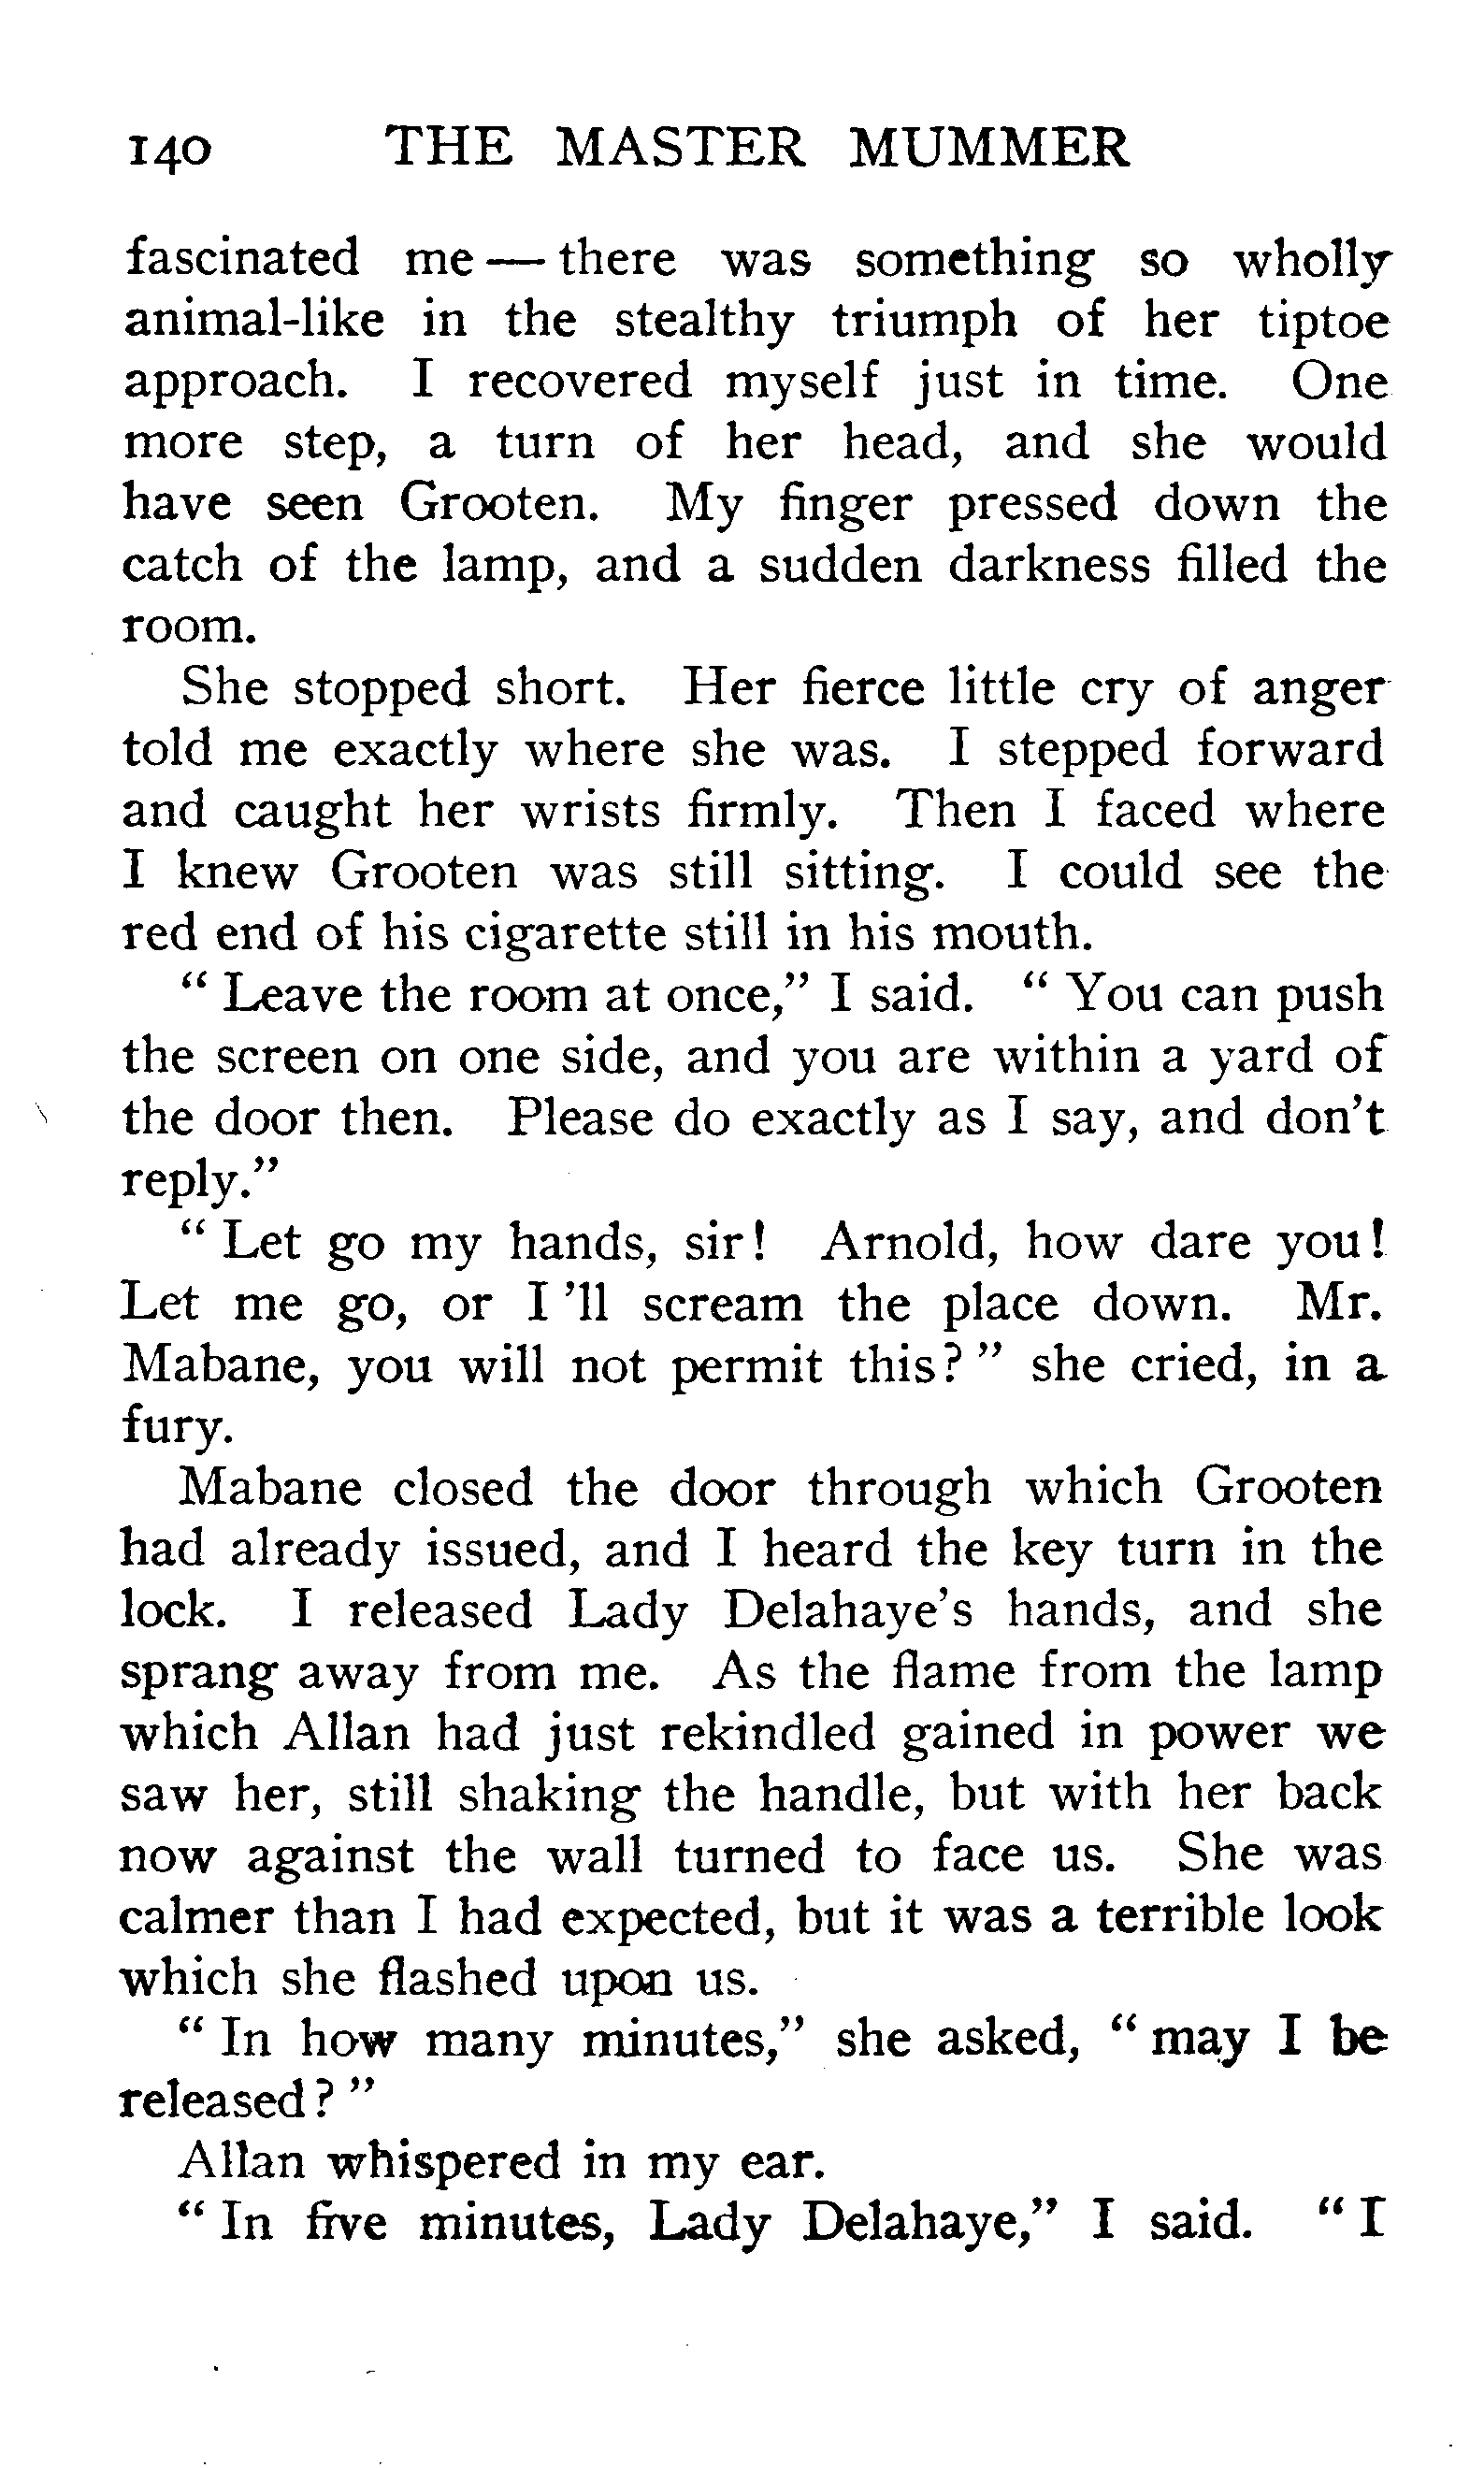 140 THE MASTER MUMMER
fascinated me — there was something so wholly
animal-like in the stealthy triumph of her tiptoe
approach. I recovered myself just in time. One
more step, a turn of her head, and she would
have seen Grooten. My finger pressed down the
catch of the lamp, and a sudden darkness filled the
room.
She stopped short. Her fierce little cry of anger
told me exactly where she was. I stepped forward
and caught her wrists firmly. Then I faced where
I knew Grooten was still sitting. I could see the
red end of his cigarette still in his mouth.
" Leave the room at once," I said. " You can push
the screen on one side, and you are within a yard of
the door then. Please do exactly as I say, and don't
reply."
" Let go my hands, sir! Arnold, how dare you!
Let me go, or I 'll scream the place down. Mr.
Mabane, you will not permit this? " she cried, in a
fury.
Mabane closed the door through which Grooten
had already issued, and I heard the key turn in the
lock. I released Lady Delahaye's hands, and she
sprang away from me. As the flame from the lamp
which Allan had just rekindled gained in power we
saw her, still shaking the handle, but with her back
now against the wall turned to face us. She was
calmer than I had expected, but it was a terrible look
which she flashed upon us.
" In how many minutes," she asked, " may I be
released? "
Allan whispered in my ear.
" In five minutes, Lady Delahaye," I said. " I